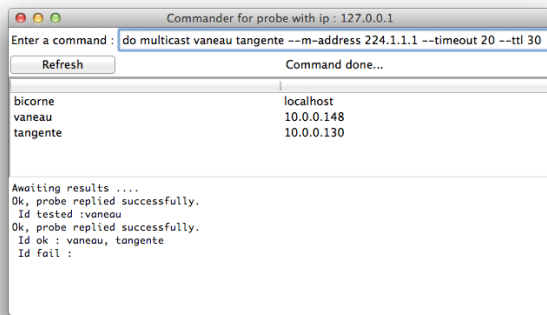 Commander for probe with ip : 127.0.0.1
Enter a command : do multicast vaneau tangente --m-address 224.1.1.1 --timeout 20 --ttl 30
Refresh Command done...
bicorne localhost
vaneau 10.0.0.148
tangente 10.0.0.130
Awaiting results ....
Ok, probe replied successfully.
Id tested :vaneau
Ok, probe replied successfully.
Id ok : vaneau, tangente
Id fail :